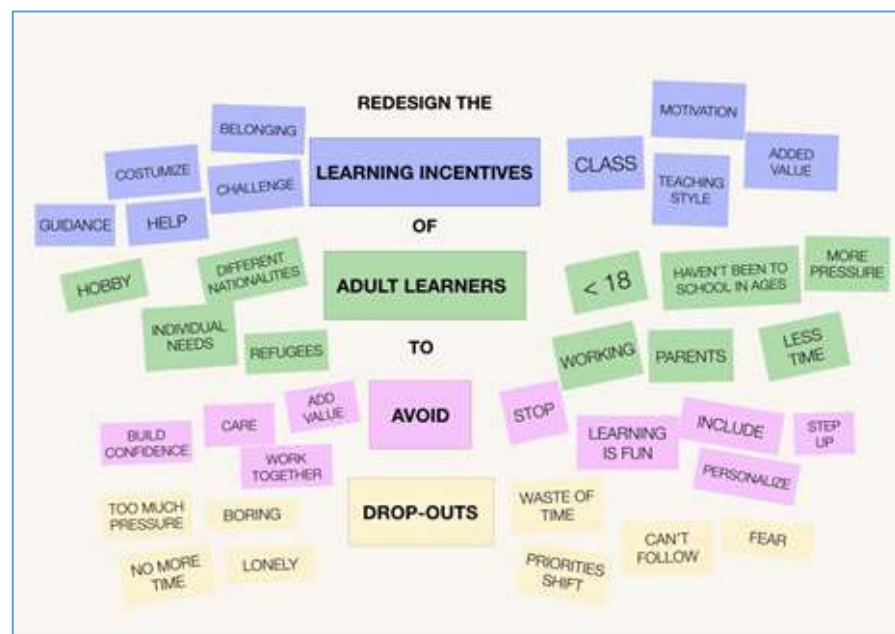 REDESIGN THE
BELONGING
COSTUMIZE
CHALLENGE
GUIDANCE
HELP
LEARNING INCENTIVES
CLASS
MOTIVATION
TEACHING
STYLE
ADDED
VALUE
OF
HOBBY
DIFFERENT
NATIONALITIES
INDIVIDUAL
NEEDS
REFUGEES
ADULT LEARNERS
< 18
HAVEN'T BEEN TO
SCHOOL IN AGES
MORE
PRESSURE
WORKING
PARENTS
LESS
TIME
TO
BUILD
CONFIDENCE
CARE
ADD
VALUE
WORK
TOGETHER
AVOID
STOP
LEARNING
IS FUN
INCLUDE
STEP
UP
PERSONALIZE
TOO MUCH
PRESSURE
BORING
NO MORE
TIME
LONELY
DROP-OUTS
WASTE OF
TIME
PRIORITIES
SHIFT
CAN'T
FOLLOW
FEAR